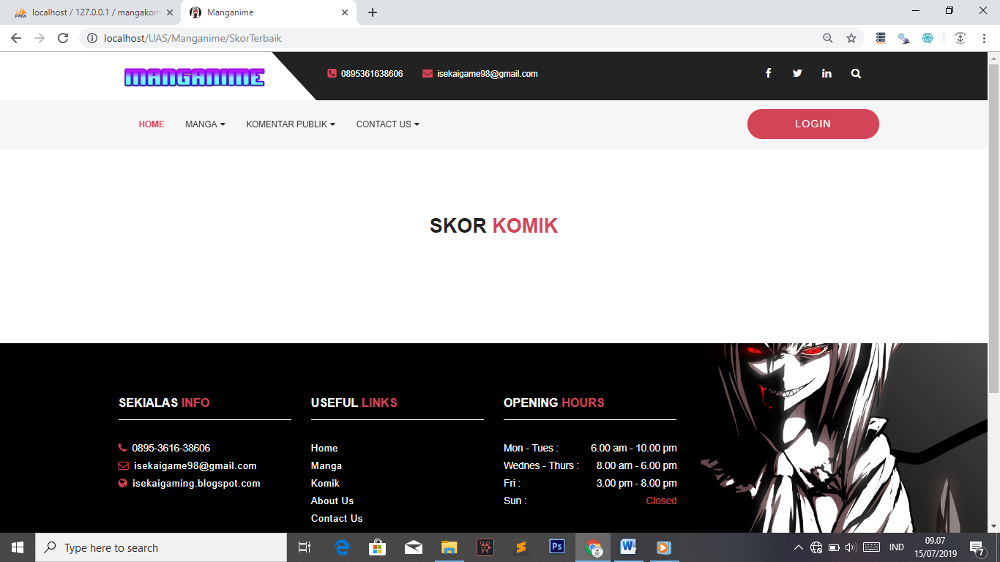 localhost / 127.0.0.1 / mangakom
Manganime
localhost/UAS/Manganime/SkorTerbaik
MANGANIME
0895361638606
isekaigame98@gmail.com
HOME
MANGA
KOMENTAR PUBLIK
CONTACT US
LOGIN
SKOR KOMIK
SEKIALAS INFO
0895-3616-38606
isekaigame98@gmail.com
isekaigaming.blogspot.com
USEFUL LINKS
Home
Manga
Komik
About Us
Contact Us
OPENING HOURS
Mon - Tues : 6.00 am - 10.00 pm
Wednes - Thurs : 8.00 am - 6.00 pm
Fri : 3.00 pm - 8.00 pm
Sun : Closed
Type here to search
IND
09.07
15/07/2019
7